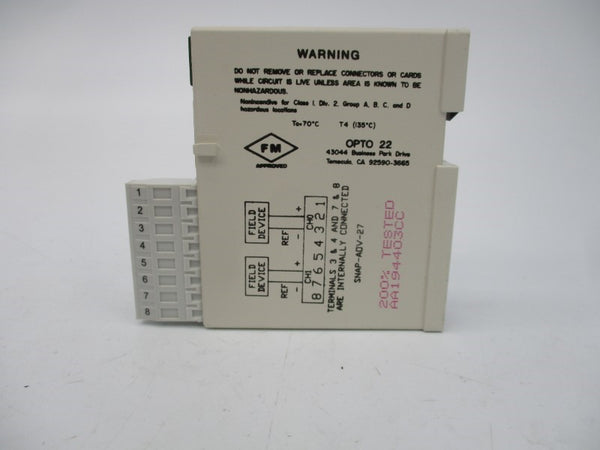 WARNING
DO NOT REMOVE OR REPLACE CONNECTORS OR CARDS
WHILE CIRCUIT IS LIVE UNLESS AREA IS KNOWN TO BE
NONHAZARDOUS.
Nonincendive for Class I, Div. 2, Group A, B, C, and D
hazardous locations
Ta=70°C T4 (135°C)
FM
APPROVED
OPTO 22
43044 Business Park Drive
Temecula, CA 92590-3665
1
2
3
4
5
6
7
8
FIELD
DEVICE
+
-
REF
FIELD
DEVICE
+
-
REF
CH1 CH0
8 7 6 5 4 3 2 1
TERMINALS 3 & 4 AND 7 & 8
ARE INTERNALLY CONNECTED
SNAP-AOV-27
200% TESTED
AA194403CC